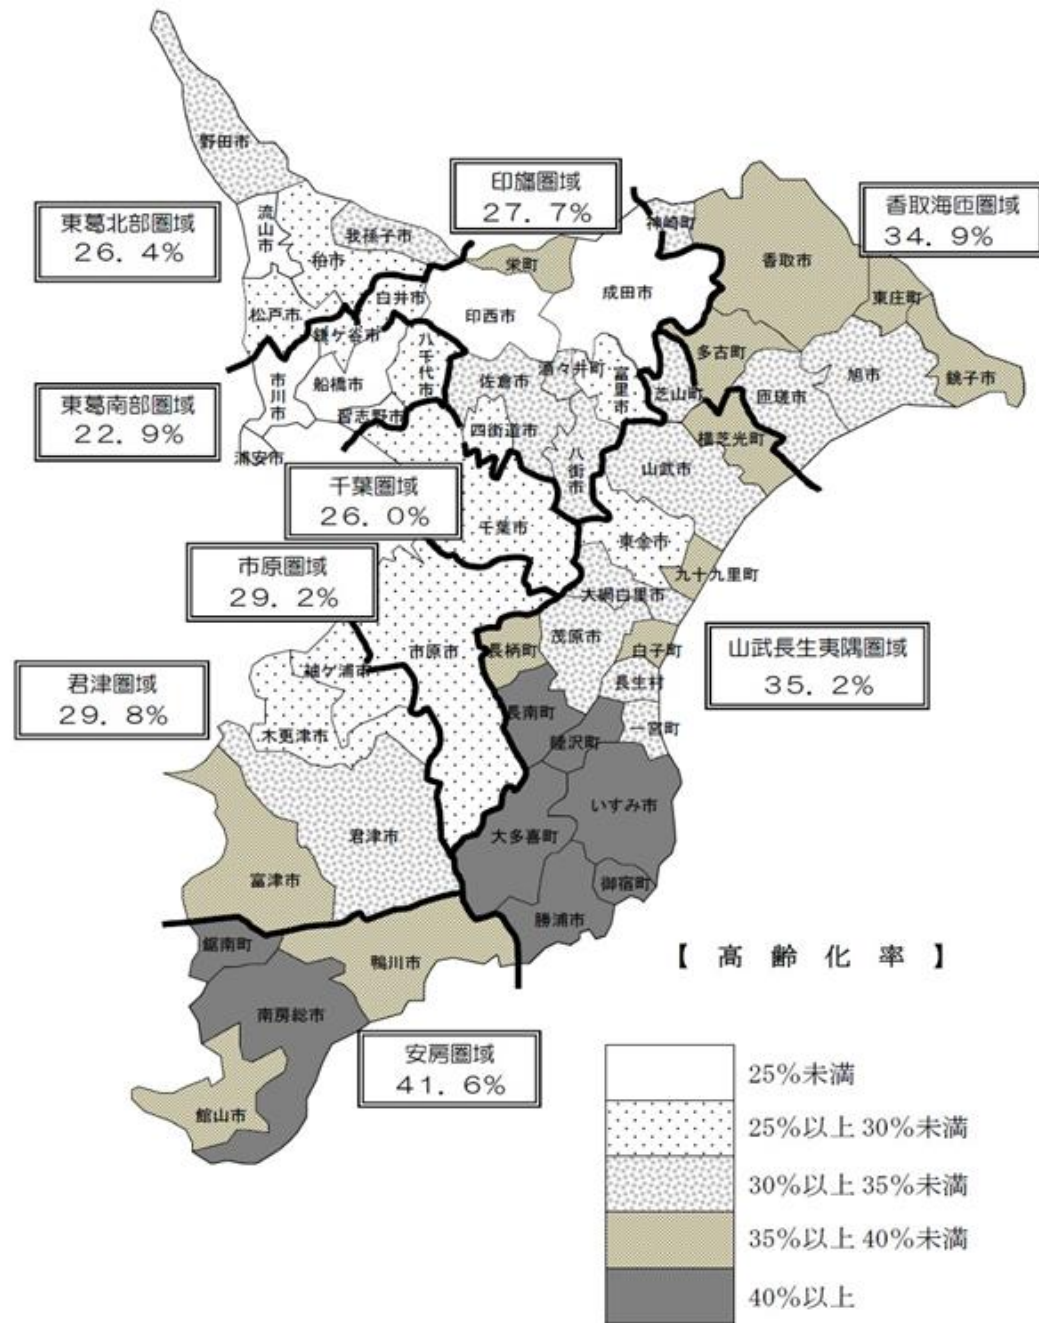 野田市
流山市
柏市
我孫子市
東葛北部圏域
26.4%
印旛圏域
27.7%
香取海匝圏域
34.9%
神崎町
香取市
栄町
成田市
東庄町
松戸市
白井市
印西市
鎌ケ谷市
多古町
八千代市
佐倉市
酒々井町
富里市
旭市
銚子市
市川市
船橋市
芝山町
匝瑳市
東葛南部圏域
22.9%
習志野市
四街道市
横芝光町
浦安市
八街市
山武市
千葉圏域
26.0%
千葉市
東金市
市原圏域
29.2%
九十九里町
大網白里市
茂原市
市原市
長柄町
白子町
山武長生夷隅圏域
35.2%
君津圏域
29.8%
袖ケ浦市
長生村
長南町
木更津市
一宮町
睦沢町
いすみ市
君津市
大多喜町
富津市
御宿町
勝浦市
鋸南町
鴨川市
【高齢化率】
南房総市
安房圏域
41.6%
館山市
25%未満
25%以上30%未満
30%以上35%未満
35%以上40%未満
40%以上